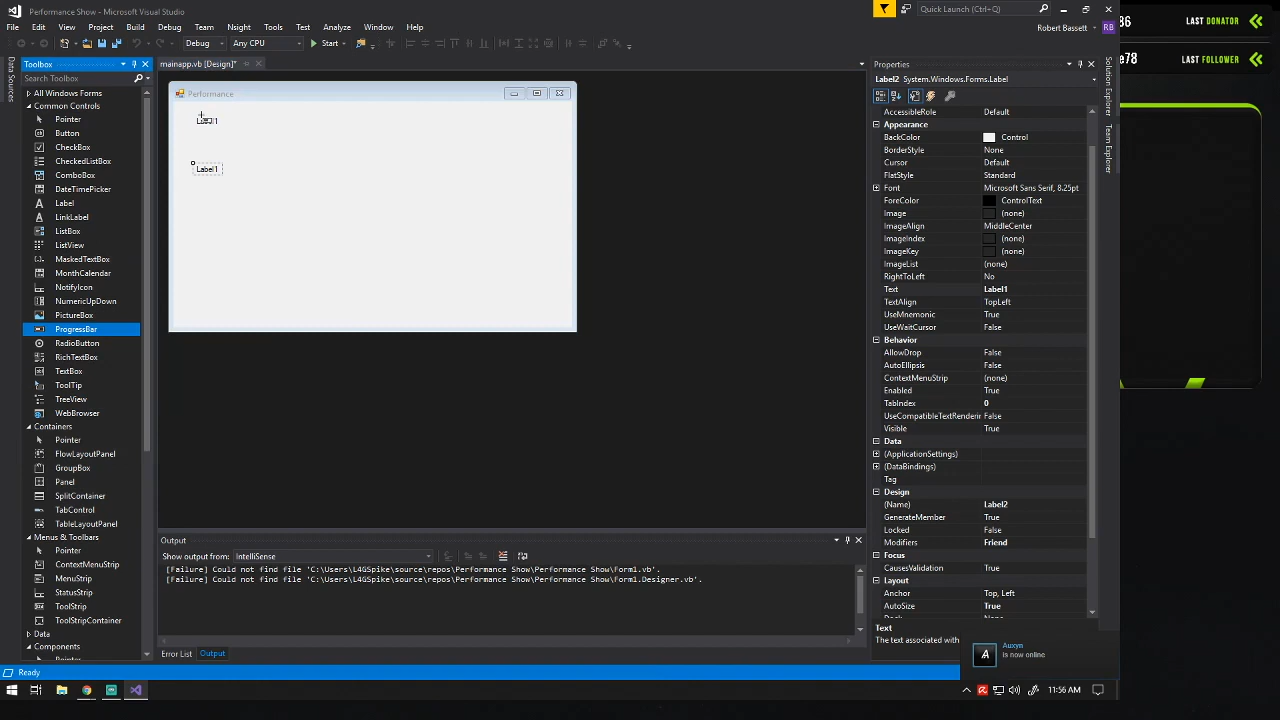 Performance Show - Microsoft Visual Studio
Quick Launch (Ctrl+Q)
File Edit View Project Build Debug Team Nsight Tools Test Analyze Window Help
Robert Bassett
RB
Debug Any CPU Start
Data Sources
Toolbox
Search Toolbox
All Windows Forms
Common Controls
Pointer
Button
CheckBox
CheckedListBox
ComboBox
DateTimePicker
Label
LinkLabel
ListBox
ListView
MaskedTextBox
MonthCalendar
NotifyIcon
NumericUpDown
PictureBox
ProgressBar
RadioButton
RichTextBox
TextBox
ToolTip
TreeView
WebBrowser
Containers
Pointer
FlowLayoutPanel
GroupBox
Panel
SplitContainer
TabControl
TableLayoutPanel
Menus & Toolbars
Pointer
ContextMenuStrip
MenuStrip
StatusStrip
ToolStrip
ToolStripContainer
Data
Components
Pointer
mainapp.vb [Design]*
Performance
Label1
Label1
Output
Show output from: IntelliSense
[Failure] Could not find file 'C:\Users\L4GSpike\source\repos\Performance Show\Performance Show\Form1.vb'.
[Failure] Could not find file 'C:\Users\L4GSpike\source\repos\Performance Show\Performance Show\Form1.Designer.vb'.
Error List Output
Properties
Label2 System.Windows.Forms.Label
AccessibleRole Default
Appearance
BackColor Control
BorderStyle None
Cursor Default
FlatStyle Standard
Font Microsoft Sans Serif, 8.25pt
ForeColor ControlText
Image (none)
ImageAlign MiddleCenter
ImageIndex (none)
ImageKey (none)
ImageList (none)
RightToLeft No
Text Label1
TextAlign TopLeft
UseMnemonic True
UseWaitCursor False
Behavior
AllowDrop False
AutoEllipsis False
ContextMenuStrip (none)
Enabled True
TabIndex 0
UseCompatibleTextRenderin False
Visible True
Data
(ApplicationSettings)
(DataBindings)
Tag
Design
(Name) Label2
GenerateMember True
Locked False
Modifiers Friend
Focus
CausesValidation True
Layout
Anchor Top, Left
AutoSize True
Text
The text associated with
Solution Explorer
Team Explorer
Auxyn
is now online
Ready
11:56 AM
86 LAST DONATOR
e78 LAST FOLLOWER